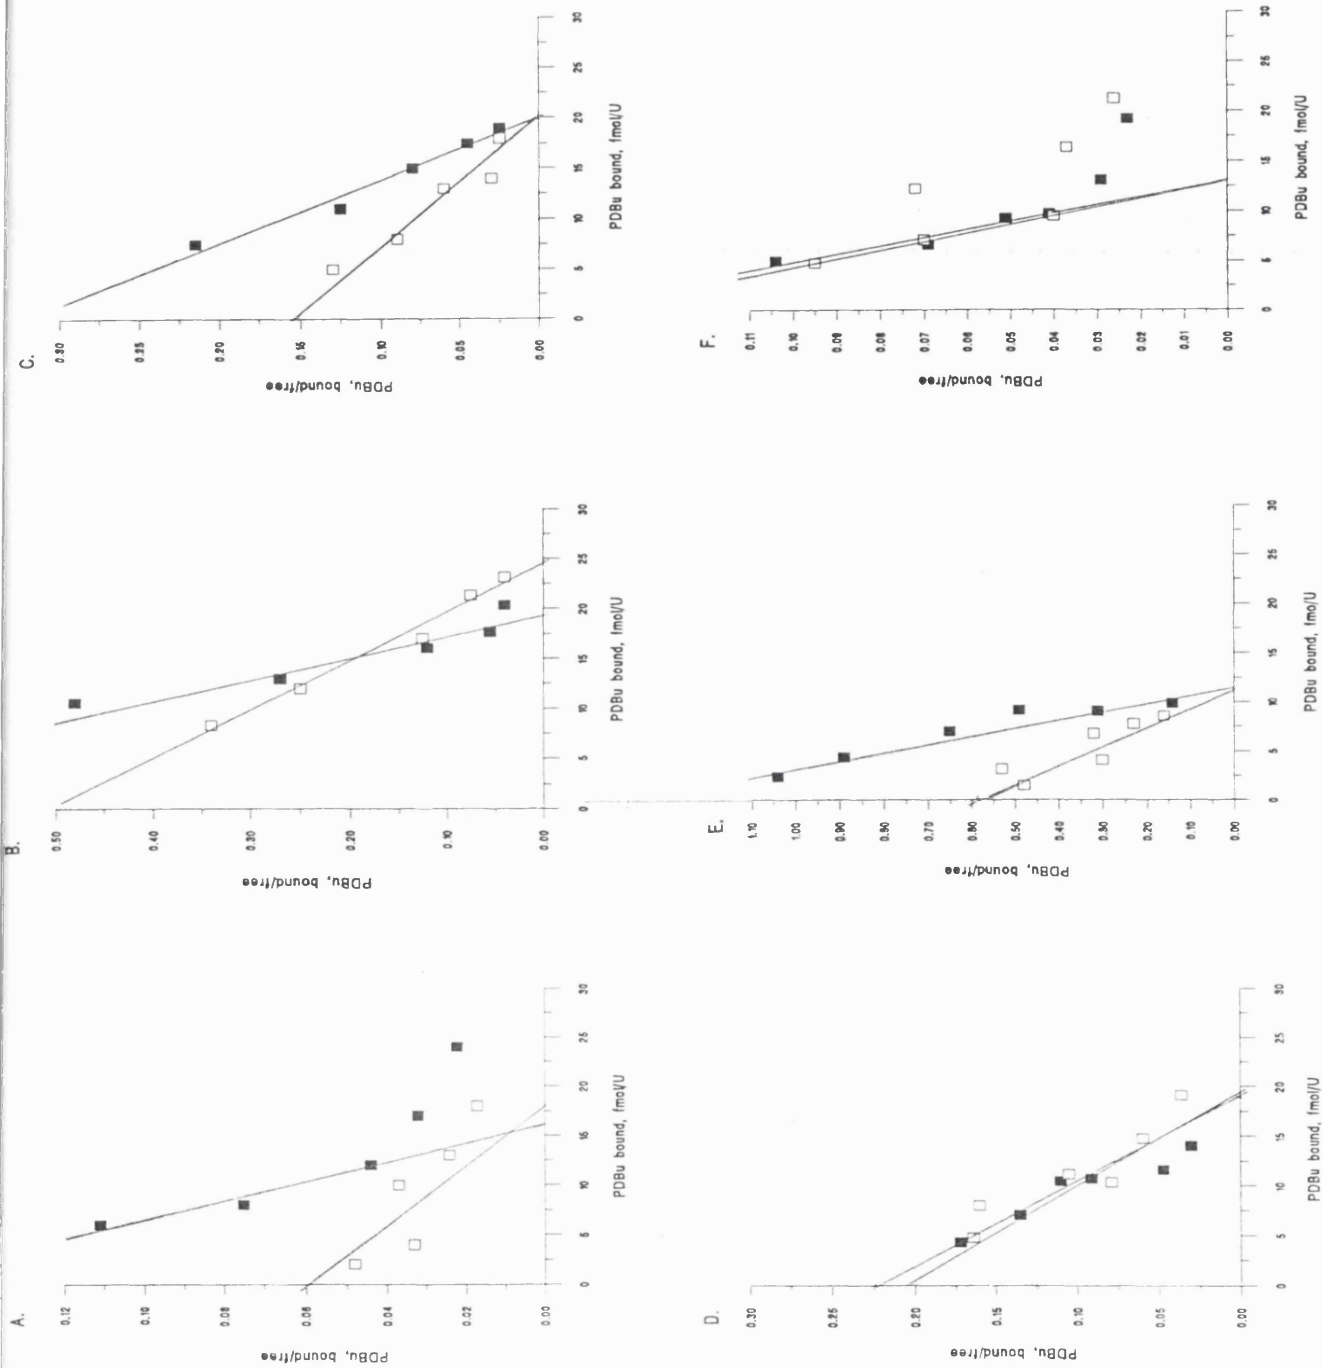 A.
0.12
0.10
0.08
0.06
0.04
0.02
0.00
PDBu, bound/free
0 5 10 15 20 25 30
PDBu bound, fmol/U
B.
0.50
0.40
0.30
0.20
0.10
0.00
PDBu, bound/free
0 5 10 15 20 25 30
PDBu bound, fmol/U
C.
0.30
0.25
0.20
0.15
0.10
0.05
0.00
PDBu, bound/free
0 5 10 15 20 25 30
PDBu bound, fmol/U
D.
0.30
0.25
0.20
0.15
0.10
0.05
0.00
PDBu, bound/free
0 5 10 15 20 25 30
PDBu bound, fmol/U
E.
1.10
1.00
0.90
0.80
0.70
0.60
0.50
0.40
0.30
0.20
0.10
0.00
PDBu, bound/free
0 5 10 15 20 25 30
PDBu bound, fmo/U
F.
0.11
0.10
0.09
0.08
0.07
0.06
0.05
0.04
0.03
0.02
0.01
0.00
PDBu, bound/free
0 5 10 15 20 25 30
PDBu bound, fmol/U